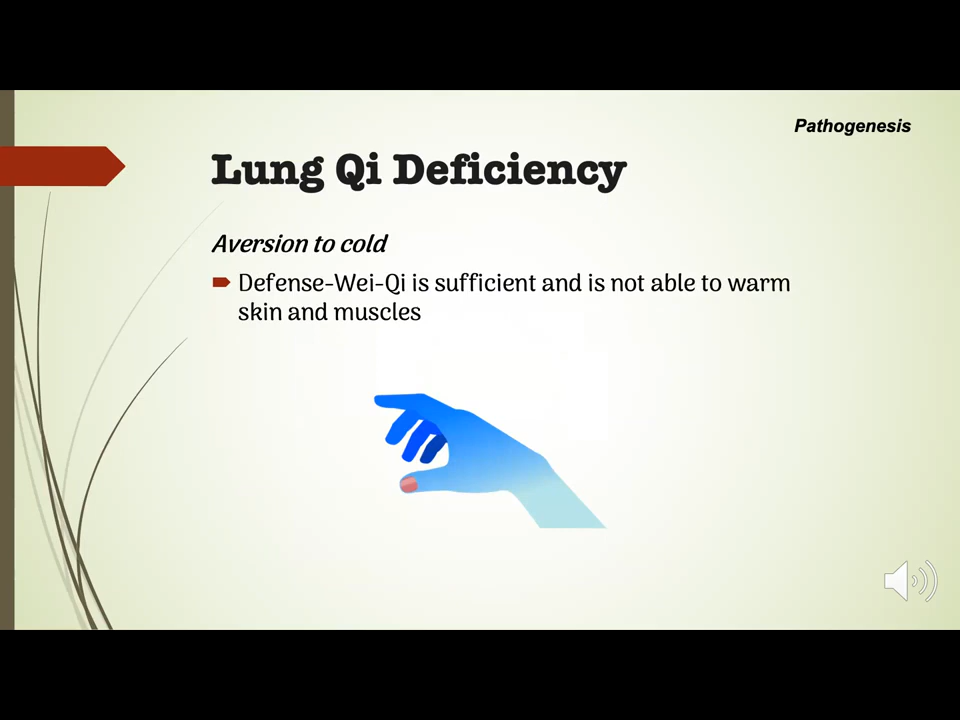 Pathogenesis
Lung Qi Deficiency
Aversion to cold
Defense-Wei-Qi is sufficient and is not able to warm
skin and muscles